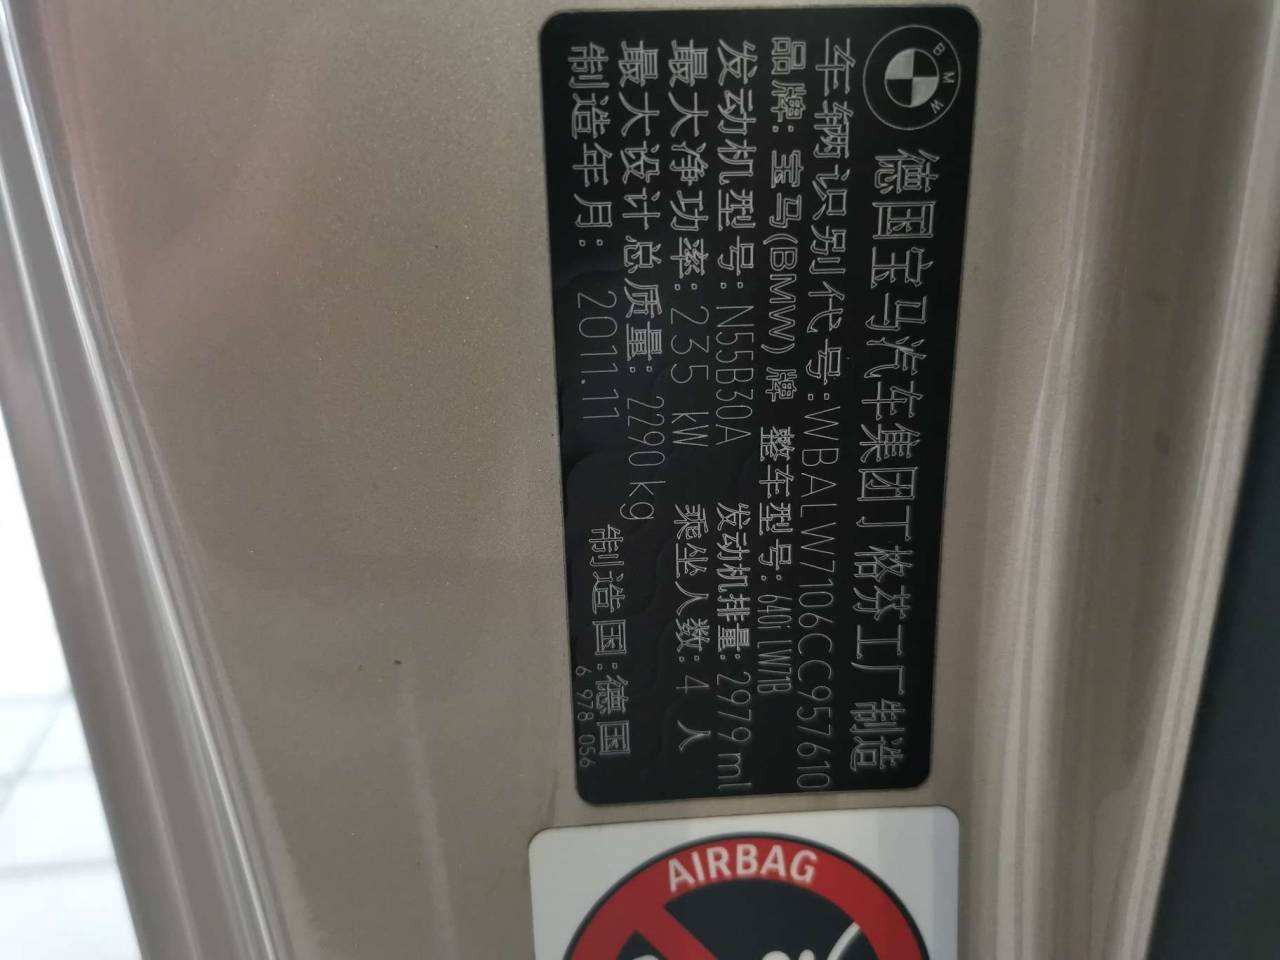 BMW
德国宝马汽车集团丁格芬工厂制造
车辆识别代号:WBALW7106CC957610
品牌:宝马(BMW)牌 整车型号:640i LW71B
发动机型号:N55B30A 发动机排量:2979ml
最大净功率:235 kW 乘坐人数:4 人
最大设计总质量:2290kg
制造年月:2011.11 制造国:德国
6 978 056
AIRBAG